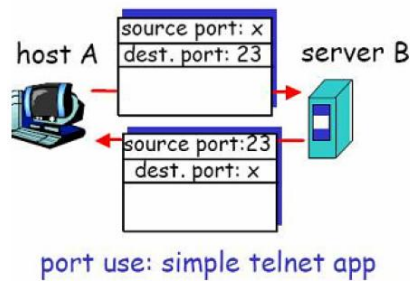 source port: x
host A
dest. port: 23
server B
source port:23
dest. port: x
port use: simple telnet app